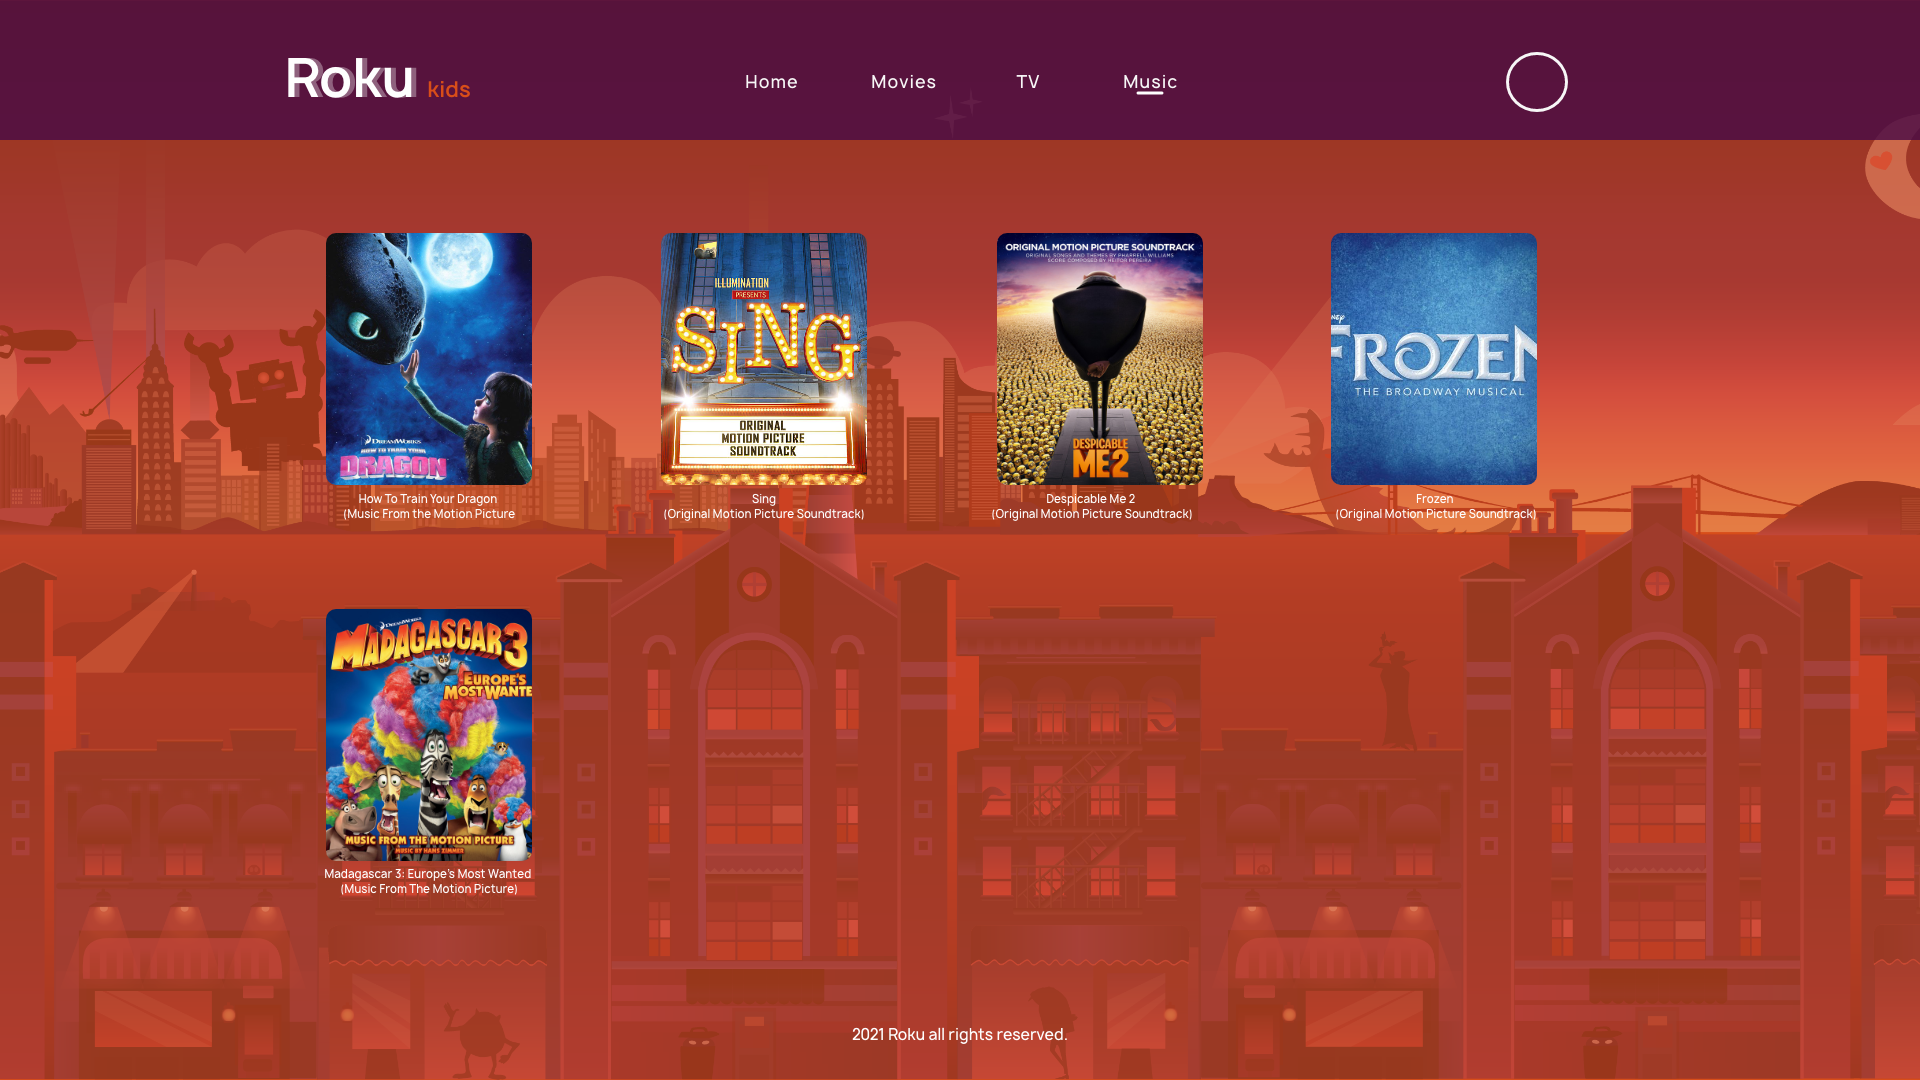 Roku kids
Home
Movies
TV
Music
DREAMWORKS
HOW TO TRAIN YOUR
DRAGON
How To Train Your Dragon
(Music From the Motion Picture
ILLUMINATION
PRESENTS
SING
ORIGINAL
MOTION PICTURE
SOUNDTRACK
Sing
(Original Motion Picture Soundtrack)
ORIGINAL MOTION PICTURE SOUNDTRACK
ORIGINAL SONGS AND THEMES BY PHARRELL WILLIAMS
SCORE COMPOSED BY HEITOR PEREIRA
DESPICABLE
ME 2
Despicable Me 2
(Original Motion Picture Soundtrack)
FROZEN
THE BROADWAY MUSICAL
Frozen
(Original Motion Picture Soundtrack)
DREAMWORKS
MADAGASCAR 3
EUROPE'S
MOST WANTE
MUSIC FROM THE MOTION PICTURE
MUSIC BY HANS ZIMMER
Madagascar 3: Europe's Most Wanted
(Music From The Motion Picture)
2021 Roku all rights reserved.